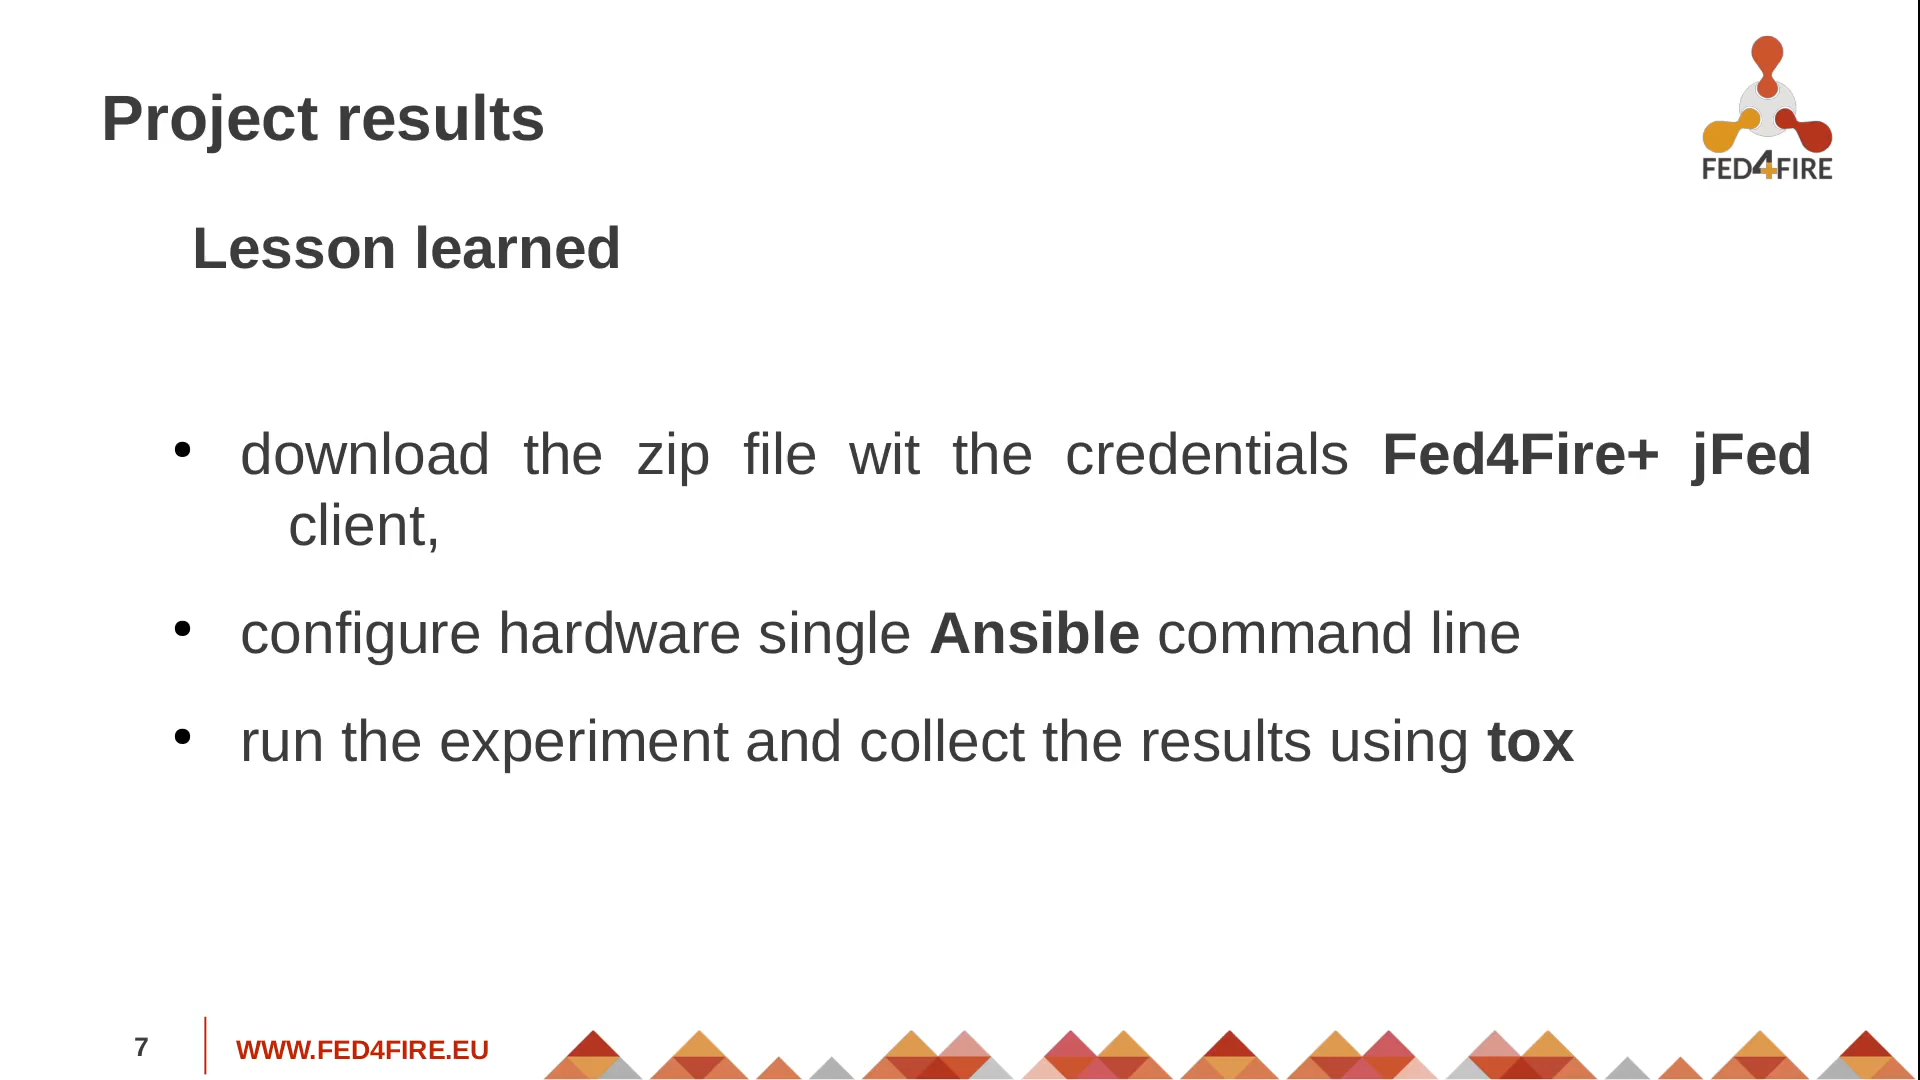 Project results
FED4FIRE
Lesson learned
• download the zip file wit the credentials Fed4Fire+ jFed
client,
• configure hardware single Ansible command line
• run the experiment and collect the results using tox
7
WWW.FED4FIRE.EU